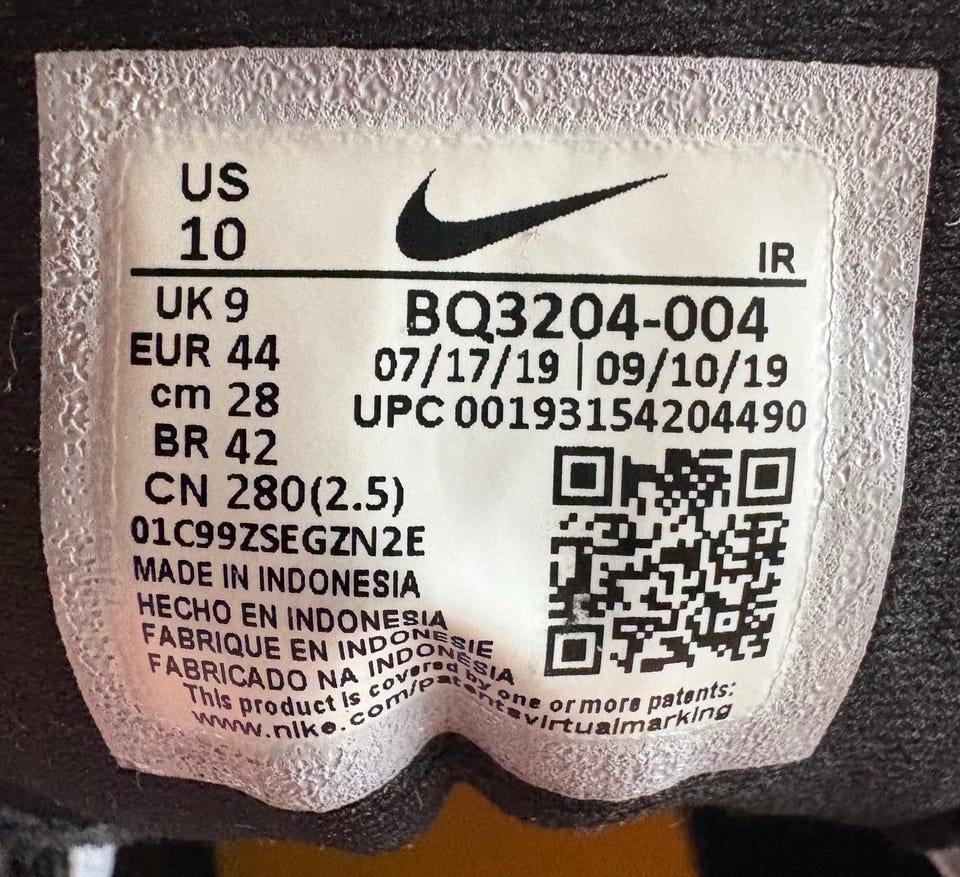 US
10
IR
UK 9
EUR 44
cm 28
BR 42
CN 280(2.5)
BQ3204-004
07/17/19 | 09/10/19
UPC 00193154204490
01C99ZSEGZN2E
MADE IN INDONESIA
HECHO EN INDONESIA
FABRIQUE EN INDONESIE
FABRICADO NA INDONÉSIA
This product is covered by one or more patents:
www.nike.com/patentsvirtualmarking